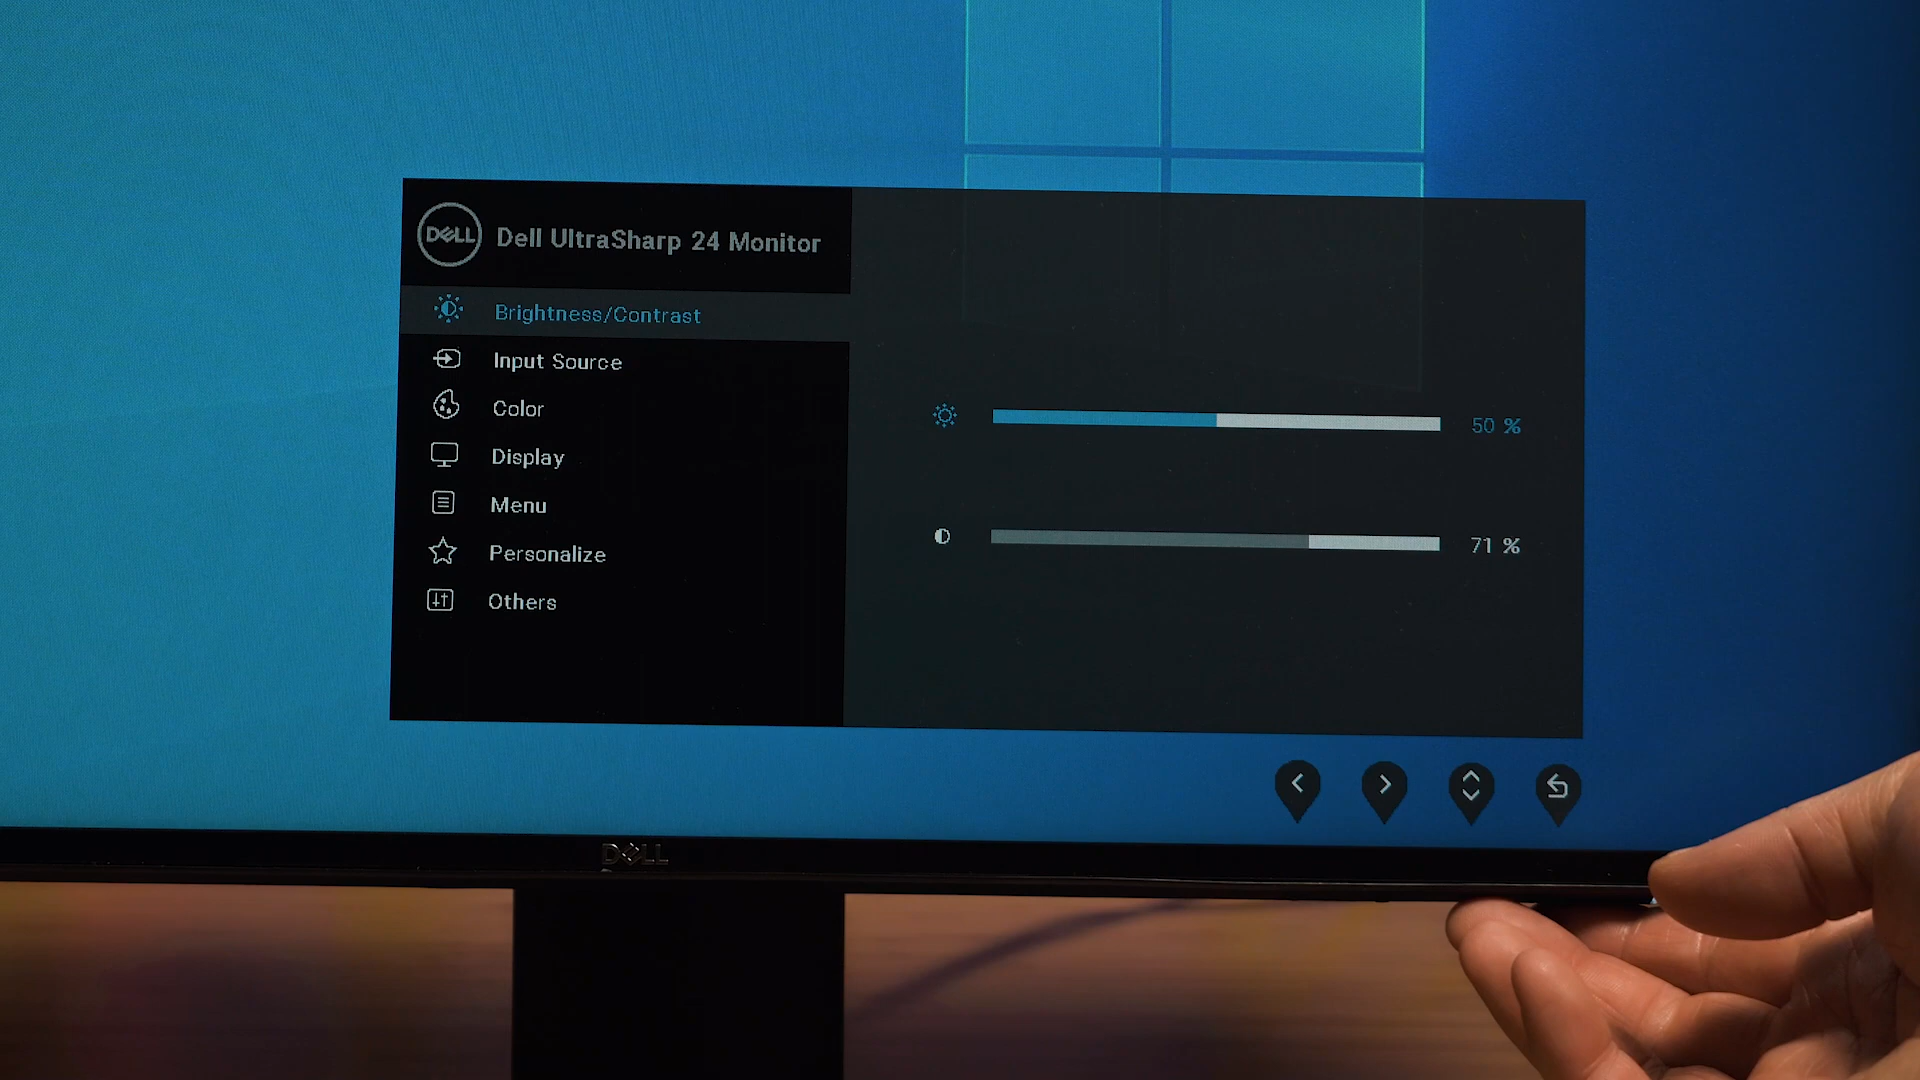 DELL Dell UltraSharp 24 Monitor
Brightness/Contrast
Input Source
Color
50 %
Display
Menu
71 %
Personalize
Others
DELL